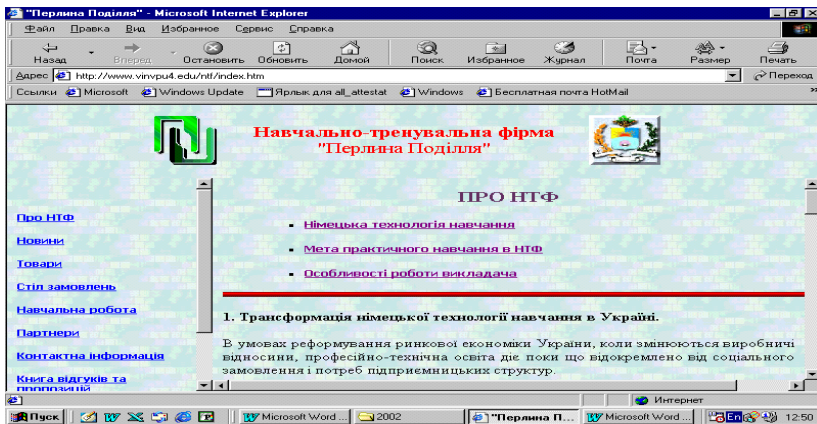 "Перлина Поділля" - Microsoft Internet Explorer
Файл Правка Вид Избранное Сервис Справка
Назад Вперед Остановить Обновить Домой Поиск Избранное Журнал Почта Размер Печать
Адрес http://www.vinvpu4.edu/ntf/index.htm Переход
Ссылки Microsoft Windows Update Ярлык для all_attestat Windows Бесплатная почта HotMail »
Навчально-тренувальна фірма
"Перлина Поділля"
Про НТФ
Новини
Товари
Стіл замовлень
Навчальна робота
Партнери
Контактна інформація
Книга відгуків та
пропозицій
ПРО НТФ
Німецька технологія навчання
Мета практичного навчання в НТФ
Особливості роботи викладача
1. Трансформація німецької технології навчання в Україні.
В умовах реформування ринкової економіки України, коли змінюються виробничі
відносини, професійно-технічна освіта діє поки що відокремлено від соціального
замовлення і потреб підприємницьких структур.
Интернет
Пуск Microsoft Word ... 2002 "Перлина П... Microsoft Word ... En 12:50